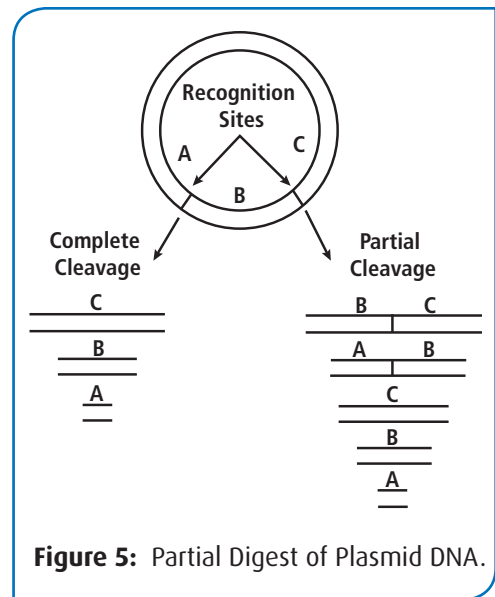 Recognition
Sites
A
C
B
Complete
Cleavage
C
B
A
Partial
Cleavage
B C
A B
C
B
A
Figure 5: Partial Digest of Plasmid DNA.